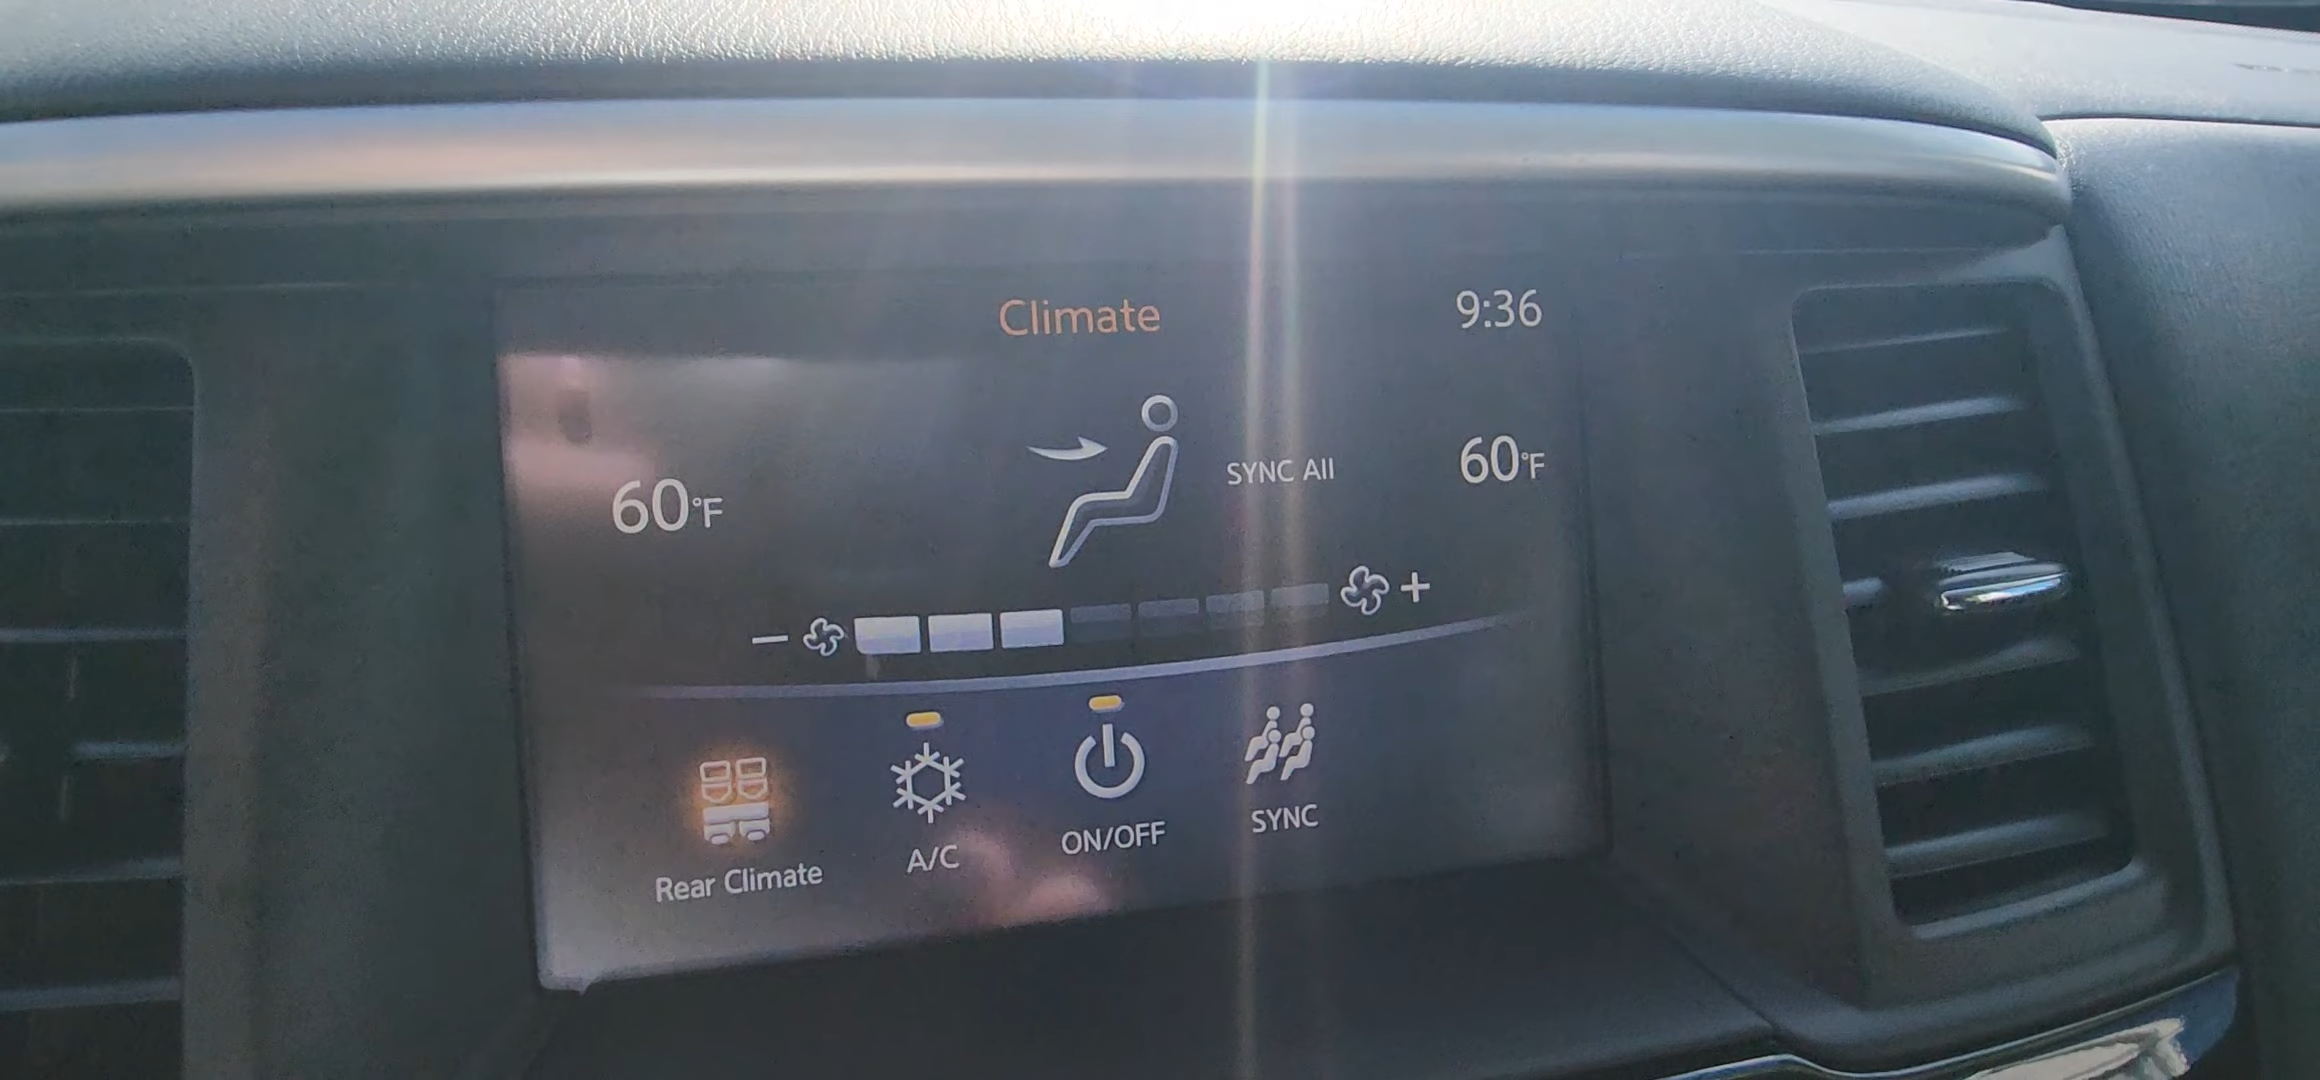 Climate
9:36
60°F
SYNC All
60°F
− +
Rear Climate
A/C
ON/OFF
SYNC